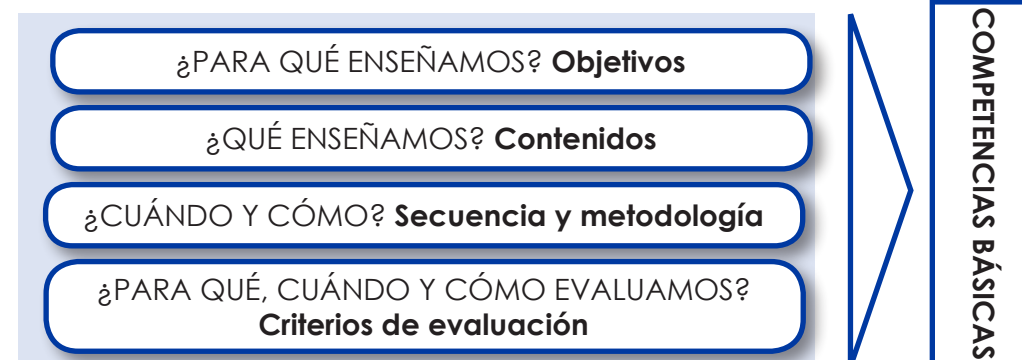 ¿PARA QUÉ ENSEÑAMOS? Objetivos
¿QUÉ ENSEÑAMOS? Contenidos
¿CUÁNDO Y CÓMO? Secuencia y metodología
¿PARA QUÉ, CUÁNDO Y CÓMO EVALUAMOS?
Criterios de evaluación
COMPETENCIAS BÁSICAS